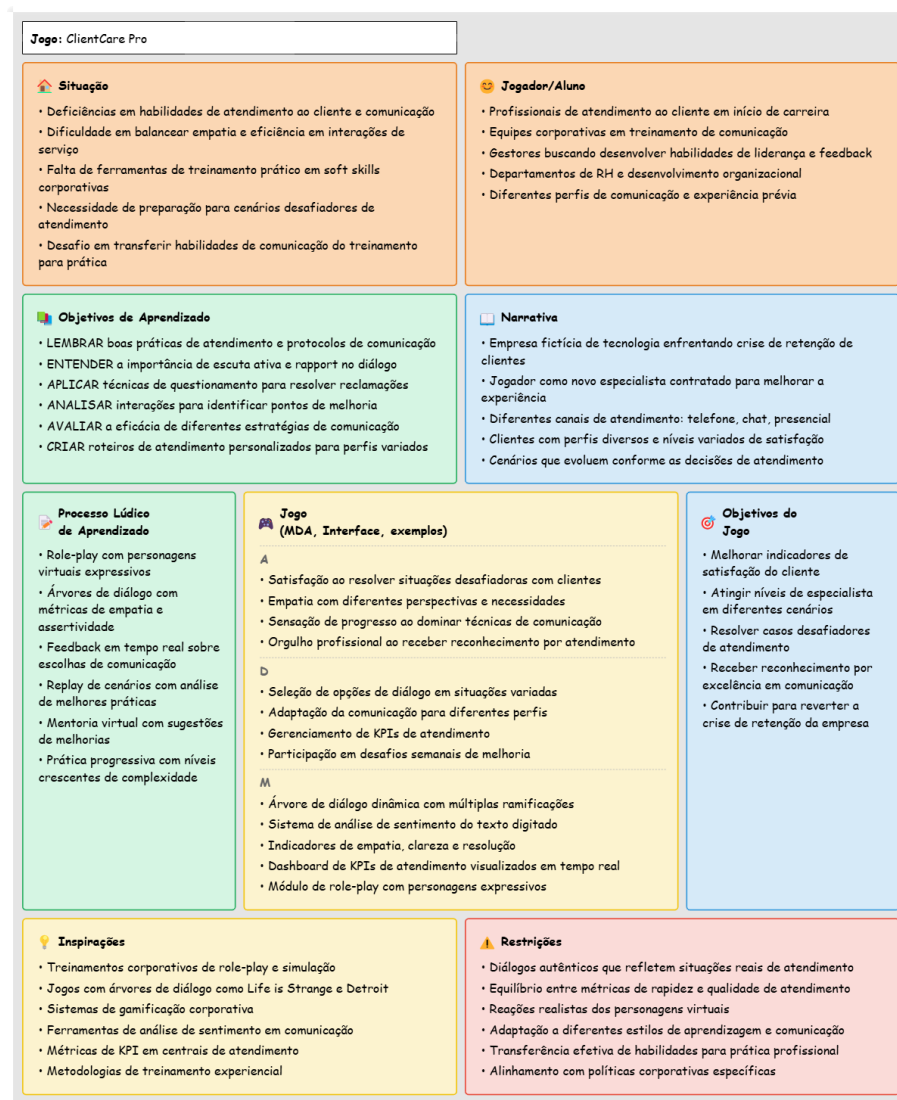 Jogo: ClientCare Pro
Situação
• Deficiências em habilidades de atendimento ao cliente e comunicação
• Dificuldade em balancear empatia e eficiência em interações de
serviço
• Falta de ferramentas de treinamento prático em soft skills
corporativas
• Necessidade de preparação para cenários desafiadores de
atendimento
• Desafio em transferir habilidades de comunicação do treinamento
para prática
Jogador/Aluno
• Profissionais de atendimento ao cliente em início de carreira
• Equipes corporativas em treinamento de comunicação
• Gestores buscando desenvolver habilidades de liderança e feedback
• Departamentos de RH e desenvolvimento organizacional
• Diferentes perfis de comunicação e experiência prévia
Objetivos de Aprendizado
• LEMBRAR boas práticas de atendimento e protocolos de comunicação
• ENTENDER a importância de escuta ativa e rapport no diálogo
• APLICAR técnicas de questionamento para resolver reclamações
• ANALISAR interações para identificar pontos de melhoria
• AVALIAR a eficácia de diferentes estratégias de comunicação
• CRIAR roteiros de atendimento personalizados para perfis variados
Narrativa
• Empresa fictícia de tecnologia enfrentando crise de retenção de
clientes
• Jogador como novo especialista contratado para melhorar a
experiência
• Diferentes canais de atendimento: telefone, chat, presencial
• Clientes com perfis diversos e níveis variados de satisfação
• Cenários que evoluem conforme as decisões de atendimento
Processo Lúdico
de Aprendizado
• Role-play com personagens
virtuais expressivos
• Árvores de diálogo com
métricas de empatia e
assertividade
• Feedback em tempo real sobre
escolhas de comunicação
• Replay de cenários com análise
de melhores práticas
• Mentoria virtual com sugestões
de melhorias
• Prática progressiva com níveis
crescentes de complexidade
Jogo
(MDA, Interface, exemplos)
A
• Satisfação ao resolver situações desafiadoras com clientes
• Empatia com diferentes perspectivas e necessidades
• Sensação de progresso ao dominar técnicas de comunicação
• Orgulho profissional ao receber reconhecimento por atendimento
D
• Seleção de opções de diálogo em situações variadas
• Adaptação da comunicação para diferentes perfis
• Gerenciamento de KPIs de atendimento
• Participação em desafios semanais de melhoria
M
• Árvore de diálogo dinâmica com múltiplas ramificações
• Sistema de análise de sentimento do texto digitado
• Indicadores de empatia, clareza e resolução
• Dashboard de KPIs de atendimento visualizados em tempo real
• Módulo de role-play com personagens expressivos
Objetivos do
Jogo
• Melhorar indicadores de
satisfação do cliente
• Atingir níveis de especialista
em diferentes cenários
• Resolver casos desafiadores
de atendimento
• Receber reconhecimento por
excelência em comunicação
• Contribuir para reverter a
crise de retenção da empresa
Inspirações
• Treinamentos corporativos de role-play e simulação
• Jogos com árvores de diálogo como Life is Strange e Detroit
• Sistemas de gamificação corporativa
• Ferramentas de análise de sentimento em comunicação
• Métricas de KPI em centrais de atendimento
• Metodologias de treinamento experiencial
Restrições
• Diálogos autênticos que refletem situações reais de atendimento
• Equilíbrio entre métricas de rapidez e qualidade de atendimento
• Reações realistas dos personagens virtuais
• Adaptação a diferentes estilos de aprendizagem e comunicação
• Transferência efetiva de habilidades para prática profissional
• Alinhamento com políticas corporativas específicas